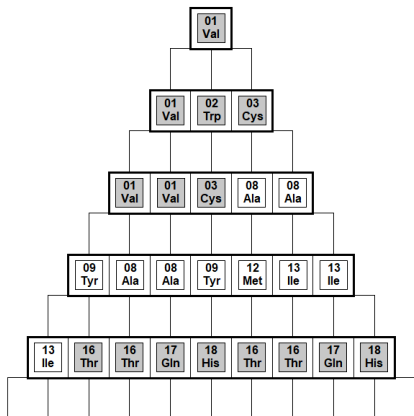 01
Val
01 02 03
Val Trp Cys
01 01 03 08 08
Val Val Cys Ala Ala
09 08 08 09 12 13 13
Tyr Ala Ala Tyr Met Ile Ile
13 16 16 17 18 16 16 17 18
Ile Thr Thr Gln His Thr Thr Gln His